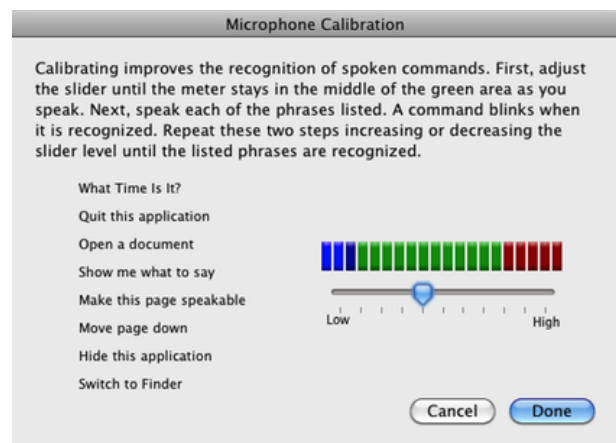 Microphone Calibration
Calibrating improves the recognition of spoken commands. First, adjust
the slider until the meter stays in the middle of the green area as you
speak. Next, speak each of the phrases listed. A command blinks when
it is recognized. Repeat these two steps increasing or decreasing the
slider level until the listed phrases are recognized.
What Time Is It?
Quit this application
Open a document
Show me what to say
Make this page speakable
Move page down
Hide this application
Switch to Finder
Low High
Cancel Done